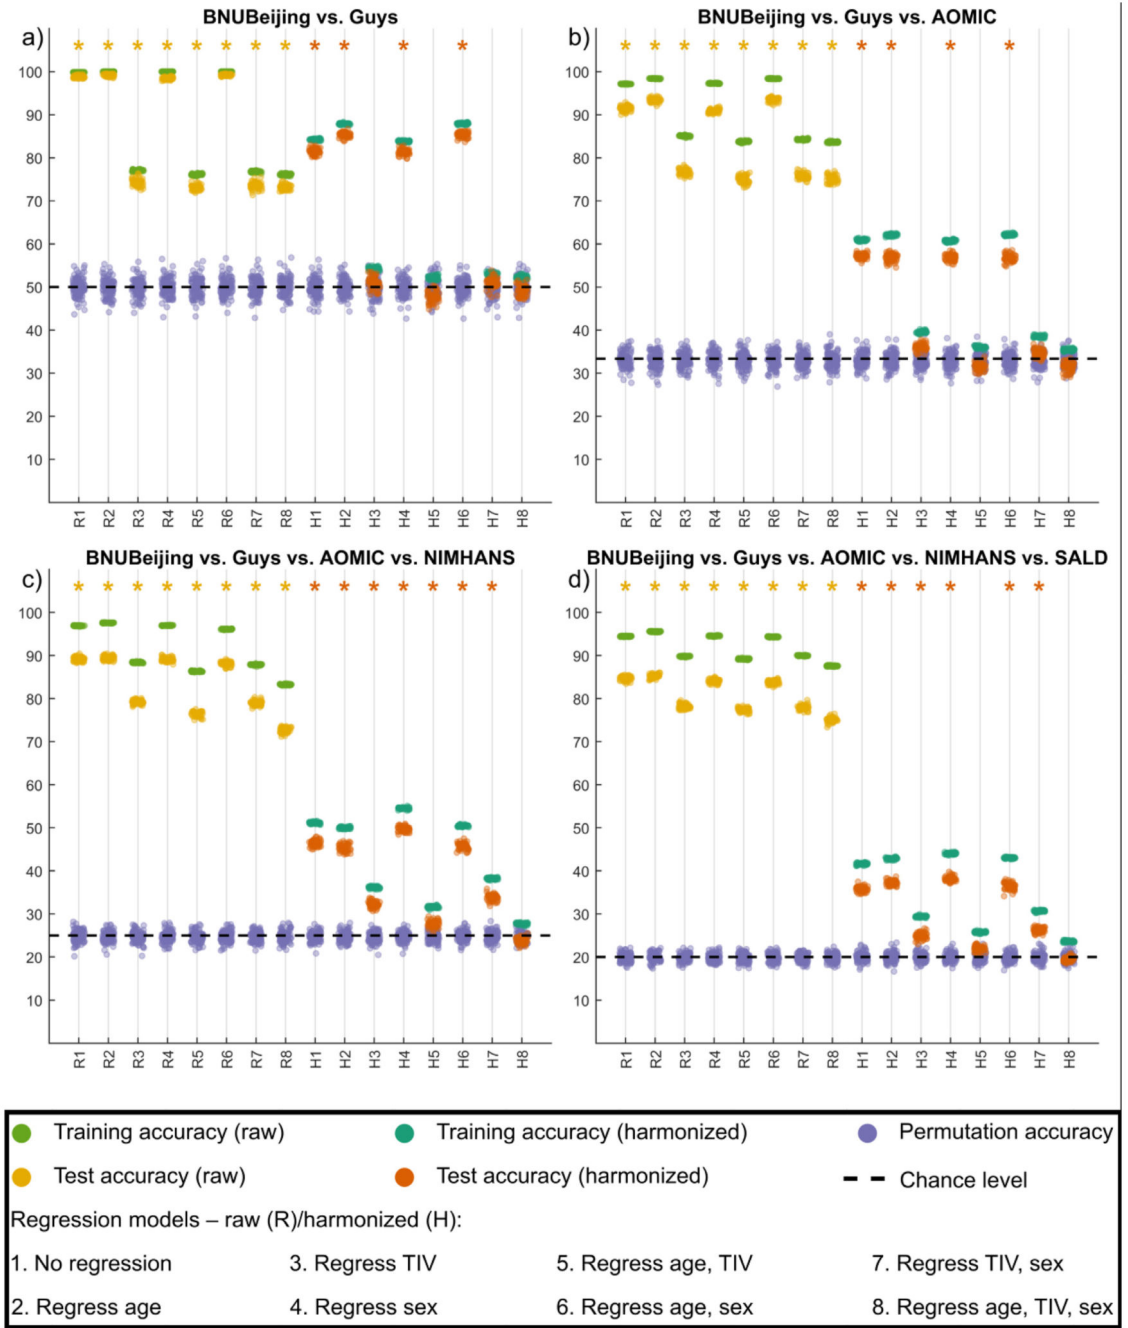 BNUBeijing vs. Guys
a)
* * * * * * * * * * * *
100
90
80
70
60
50
40
30
20
10
R1 R2 R3 R4 R5 R6 R7 R8 H1 H2 H3 H4 H5 H6 H7 H8
BNUBeijing vs. Guys vs. AOMIC
b)
* * * * * * * * * * * *
100
90
80
70
60
50
40
30
20
10
R1 R2 R3 R4 R5 R6 R7 R8 H1 H2 H3 H4 H5 H6 H7 H8
BNUBeijing vs. Guys vs. AOMIC vs. NIMHANS
c)
* * * * * * * * * * * * * * *
100
90
80
70
60
50
40
30
20
10
R1 R2 R3 R4 R5 R6 R7 R8 H1 H2 H3 H4 H5 H6 H7 H8
BNUBeijing vs. Guys vs. AOMIC vs. NIMHANS vs. SALD
d)
* * * * * * * * * * * * * *
100
90
80
70
60
50
40
30
20
10
R1 R2 R3 R4 R5 R6 R7 R8 H1 H2 H3 H4 H5 H6 H7 H8
Training accuracy (raw)
Training accuracy (harmonized)
Permutation accuracy
Test accuracy (raw)
Test accuracy (harmonized)
Chance level
Regression models – raw (R)/harmonized (H):
1. No regression
3. Regress TIV
5. Regress age, TIV
7. Regress TIV, sex
2. Regress age
4. Regress sex
6. Regress age, sex
8. Regress age, TIV, sex